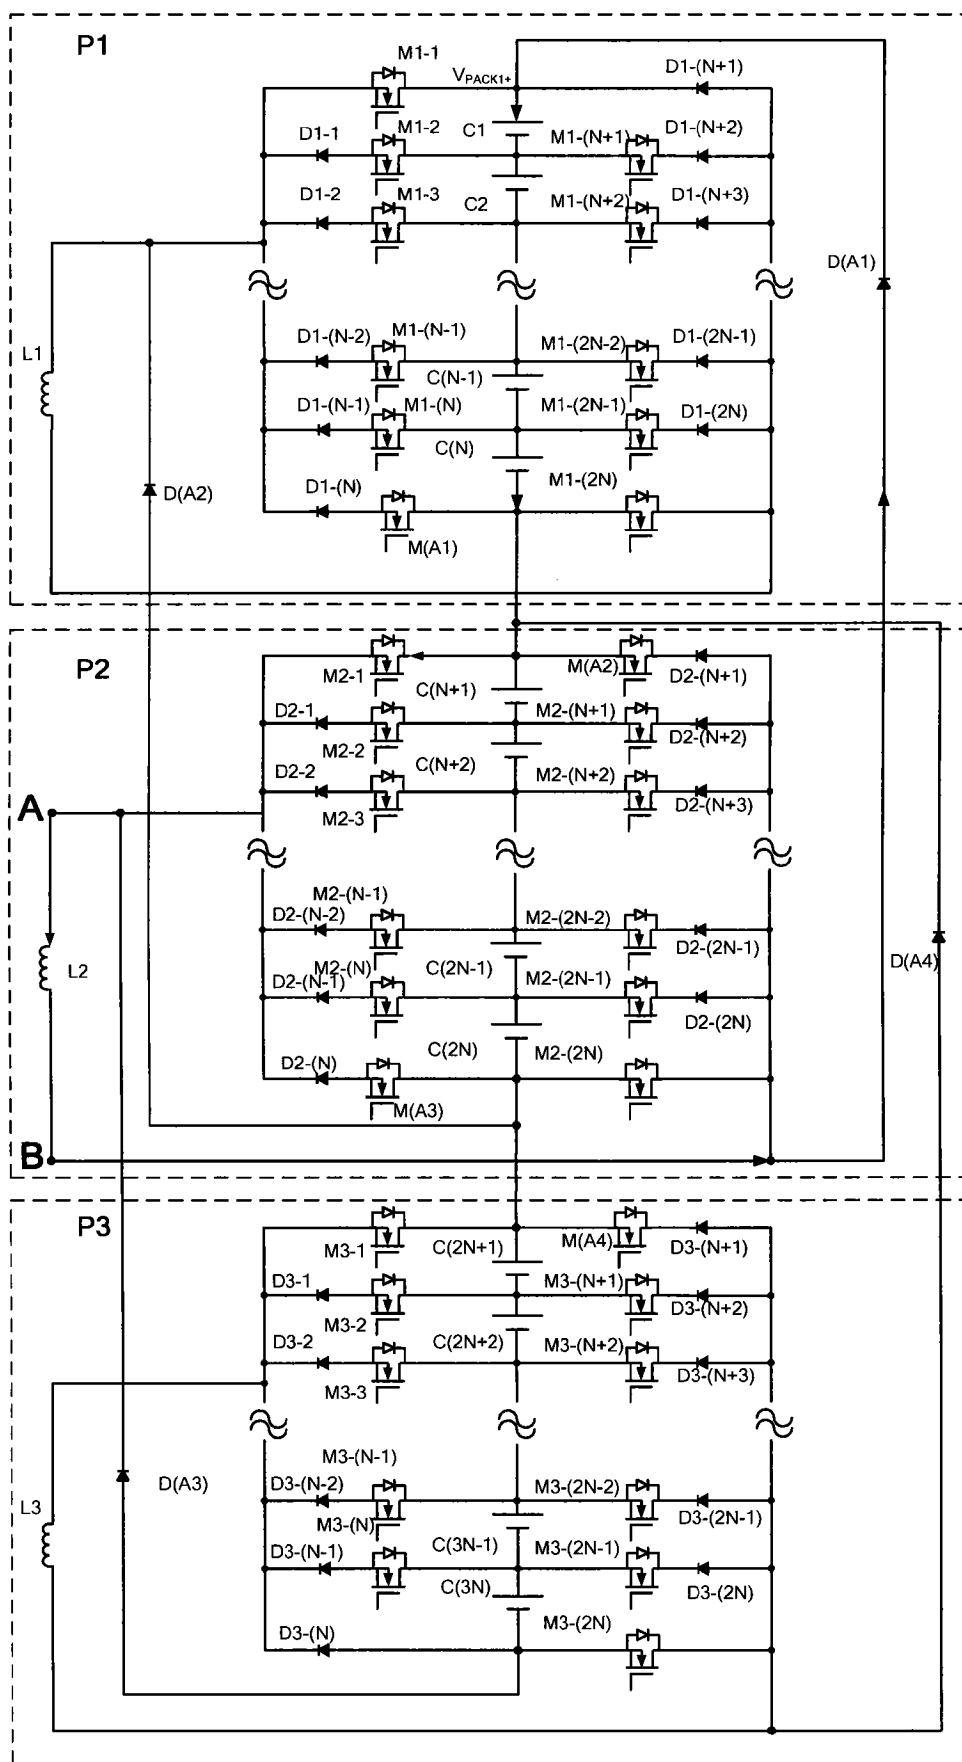 P1
M1-1
VPACK1+
D1-(N+1)
D1-1
M1-2
C1
M1-(N+1)
D1-(N+2)
D1-2
M1-3
C2
M1-(N+2)
D1-(N+3)
D(A1)
L1
D1-(N-2)
M1-(N-1)
M1-(2N-2)
D1-(2N-1)
C(N-1)
D1-(N-1)
M1-(N)
M1-(2N-1)
D1-(2N)
C(N)
D1-(N)
M1-(2N)
D(A2)
M(A1)
P2
M2-1
C(N+1)
M(A2)
D2-(N+1)
D2-1
M2-2
M2-(N+1)
D2-(N+2)
C(N+2)
D2-2
M2-3
M2-(N+2)
D2-(N+3)
A
M2-(N-1)
D2-(N-2)
M2-(2N-2)
D2-(2N-1)
L2
M2-(N)
D2-(N-1)
C(2N-1)
M2-(2N-1)
D(A4)
D2-(2N)
D2-(N)
C(2N)
M2-(2N)
M(A3)
B
P3
M3-1
C(2N+1)
M(A4)
D3-(N+1)
D3-1
M3-2
M3-(N+1)
D3-(N+2)
D3-2
C(2N+2)
M3-(N+2)
M3-3
D3-(N+3)
M3-(N-1)
D(A3)
D3-(N-2)
M3-(2N-2)
L3
M3-(N)
D3-(2N-1)
D3-(N-1)
C(3N-1)
M3-(2N-1)
C(3N)
D3-(2N)
D3-(N)
M3-(2N)